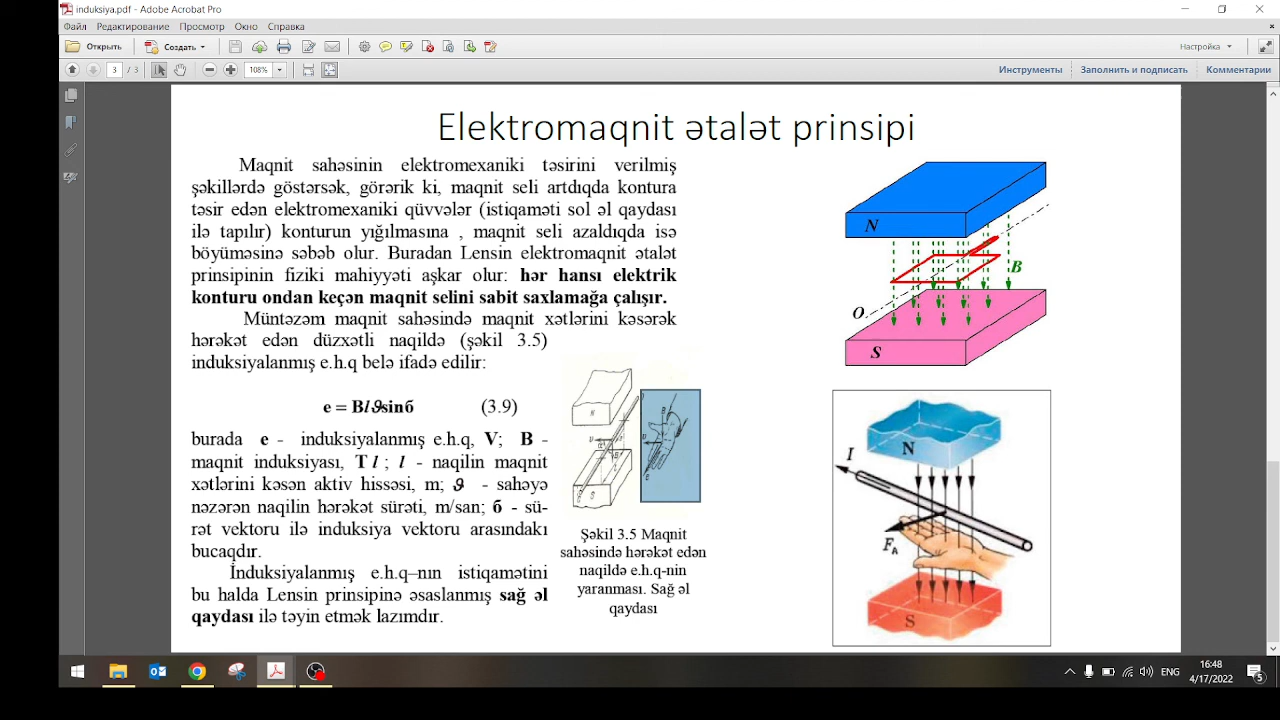 induksiya.pdf - Adobe Acrobat Pro
Файл Редактирование Просмотр Окно Справка
Открыть Создать Настройка
3 / 3 108% Инструменты Заполнить и подписать Комментарии
Elektromaqnit ətalət prinsipi
Maqnit sahəsinin elektromexaniki təsirini verilmiş
şəkillərdə göstərsək, görərik ki, maqnit seli artdıqda kontura
təsir edən elektromexaniki qüvvələr (istiqaməti sol əl qaydası
ilə tapılır) konturun yığılmasına , maqnit seli azaldıqda isə
böyüməsinə səbəb olur. Buradan Lensin elektromaqnit ətalət
prinsipinin fiziki mahiyyəti aşkar olur: hər hansı elektrik
konturu ondan keçən maqnit selini sabit saxlamağa çalışır.
Müntəzəm maqnit sahəsində maqnit xətlərini kəsərək
hərəkət edən düzxətli naqildə (şəkil 3.5)
induksiyalanmış e.h.q belə ifadə edilir:
e = Blϑsinб (3.9)
burada e - induksiyalanmış e.h.q, V; B -
maqnit induksiyası, T l ; l - naqilin maqnit
xətlərini kəsən aktiv hissəsi, m; ϑ - sahəyə
nəzərən naqilin hərəkət sürəti, m/san; б - sü-
rət vektoru ilə induksiya vektoru arasındakı
bucaqdır.
İnduksiyalanmış e.h.q–nın istiqamətini
bu halda Lensin prinsipinə əsaslanmış sağ əl
qaydası ilə təyin etmək lazımdır.
Şəkil 3.5 Maqnit
sahəsində hərəkət edən
naqildə e.h.q-nin
yaranması. Sağ əl
qaydası
N
B
O
S
N
I
F_A
S
ENG
16:48
4/17/2022
5